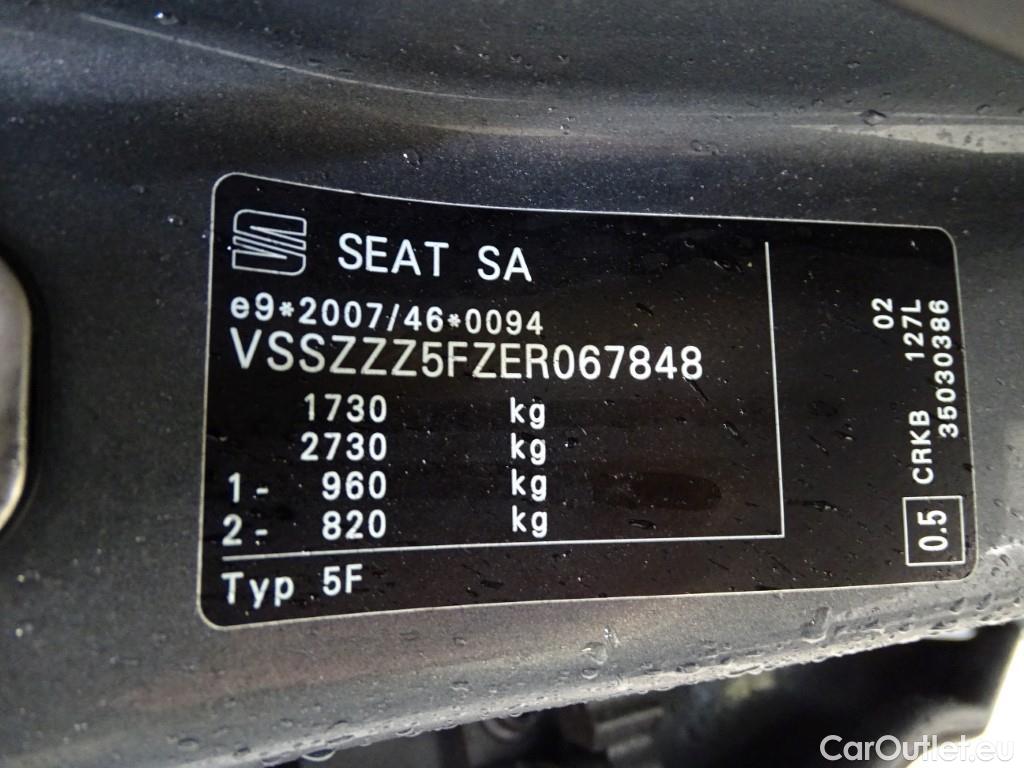 SEAT SA
e9*2007/46*0094
VSSZZZ5FZER067848
1730 kg
2730 kg
1- 960 kg
2- 820 kg
Typ 5F
02
CRKB 127L
35030386
0.5
CarOutlet.eu